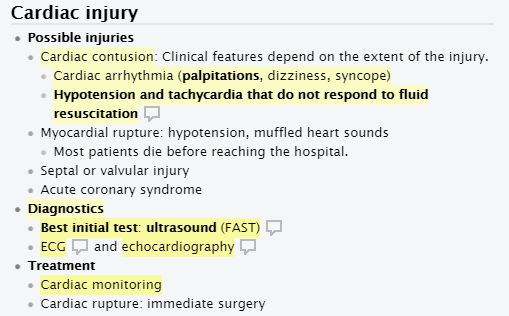 Cardiac injury
Possible injuries
Cardiac contusion: Clinical features depend on the extent of the injury.
Cardiac arrhythmia (palpitations, dizziness, syncope)
Hypotension and tachycardia that do not respond to fluid
resuscitation
Myocardial rupture: hypotension, muffled heart sounds
Most patients die before reaching the hospital.
Septal or valvular injury
Acute coronary syndrome
Diagnostics
Best initial test: ultrasound (FAST)
ECG and echocardiography
Treatment
Cardiac monitoring
Cardiac rupture: immediate surgery